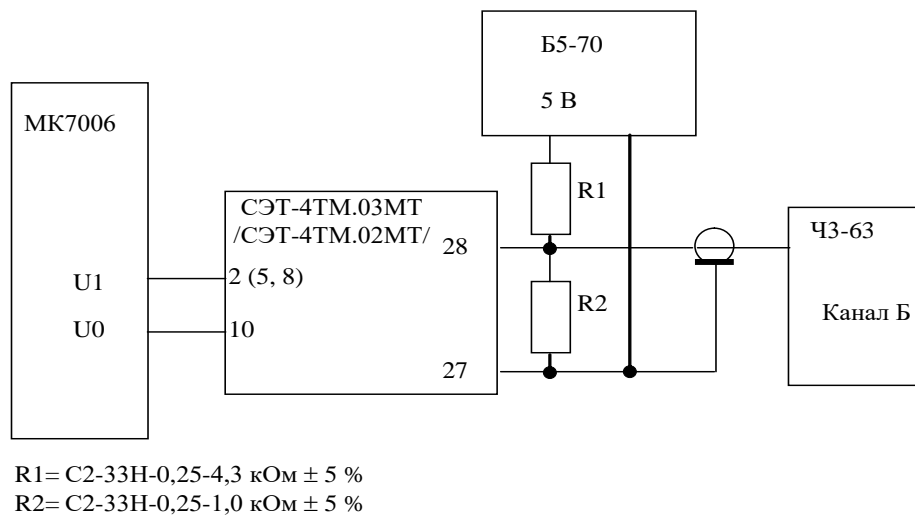 Б5-70
5 В
МК7006
R1
СЭТ-4ТМ.03МТ
/СЭТ-4ТМ.02МТ/
28
Ч3-63
U1
2 (5, 8)
R2
Канал Б
U0
10
27
R1= С2-33Н-0,25-4,3 кОм ± 5 %
R2= С2-33Н-0,25-1,0 кОм ± 5 %